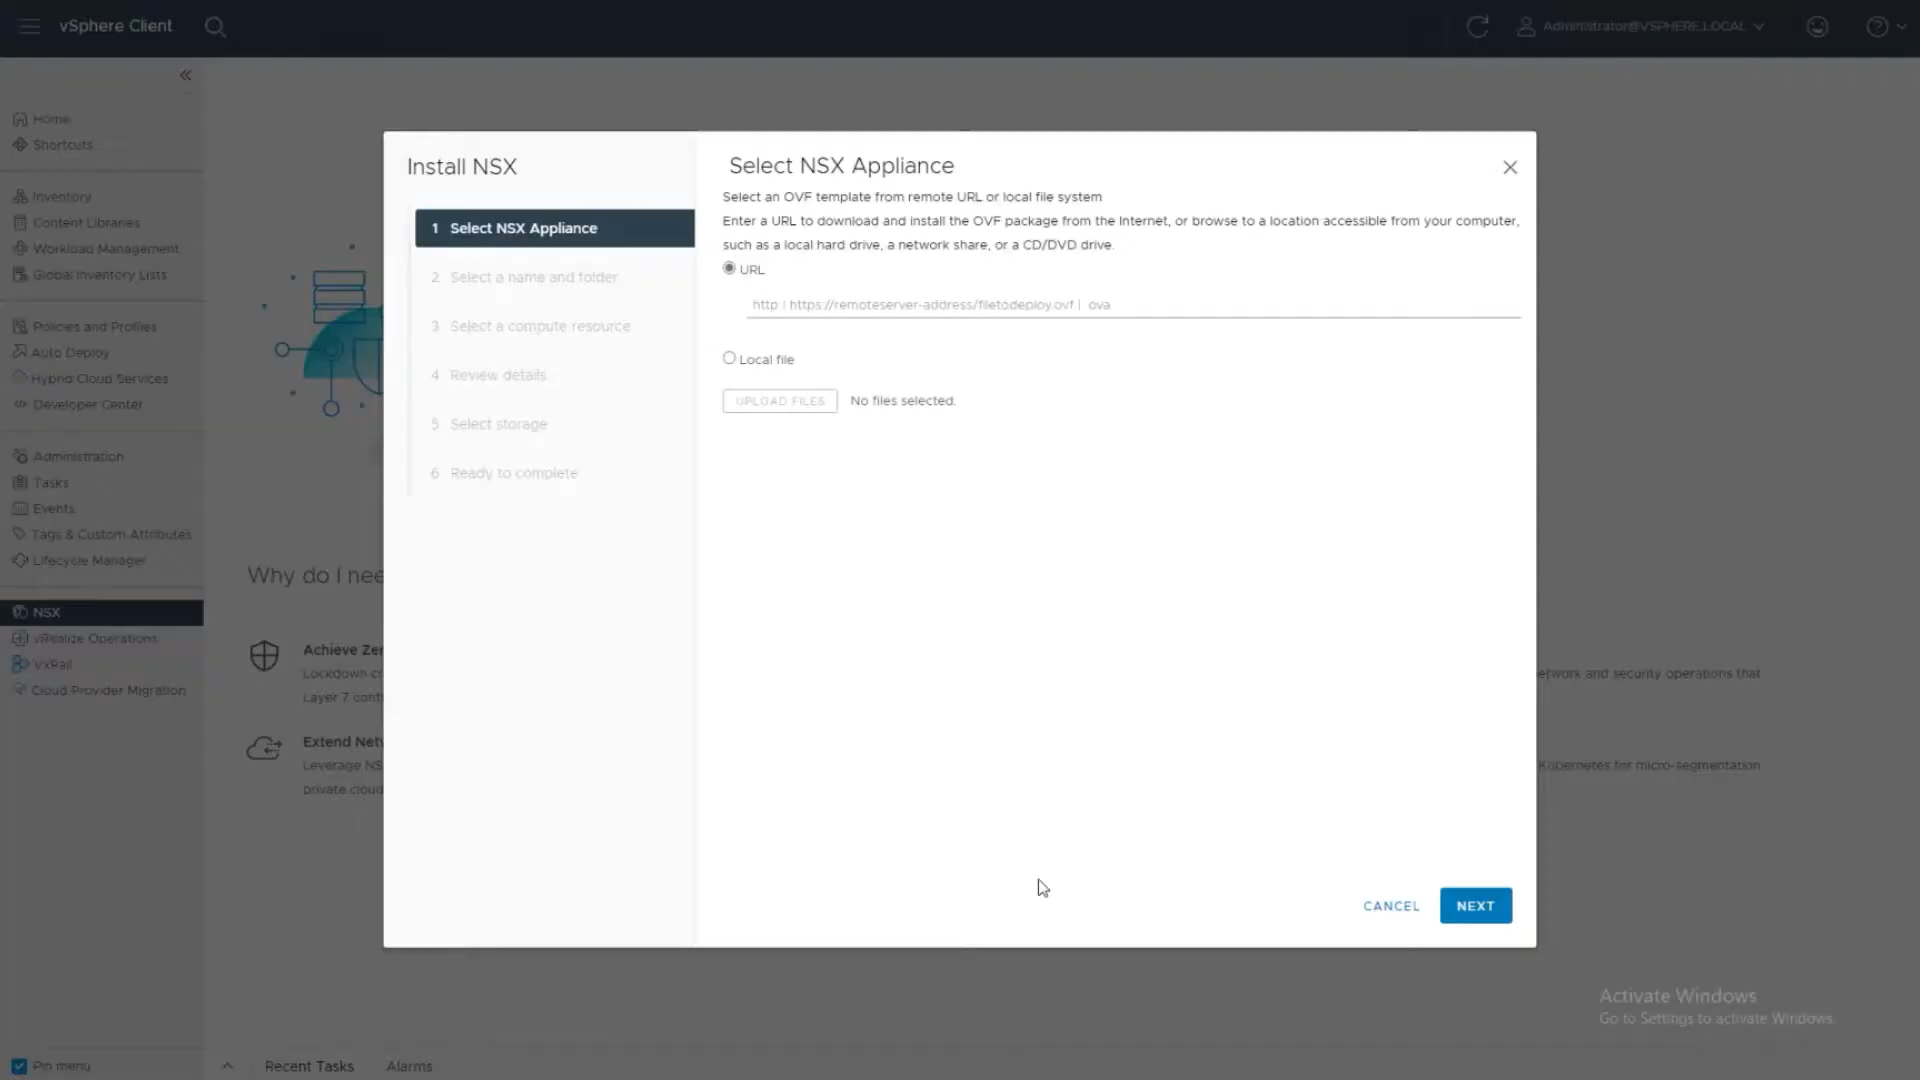 vSphere Client
Administrator@VSPHERE.LOCAL
Home
Shortcuts
Inventory
Content Libraries
Workload Management
Global Inventory Lists
Policies and Profiles
Auto Deploy
Hybrid Cloud Services
Developer Center
Administration
Tasks
Events
Tags & Custom Attributes
Lifecycle Manager
NSX
vRealize Operations
VxRail
Cloud Provider Migration
Pin menu
Why do I nee
Achieve Zer
Lockdown cr
Layer 7 cont
Extend Netw
Leverage NS
private cloud
Install NSX
1 Select NSX Appliance
2 Select a name and folder
3 Select a compute resource
4 Review details
5 Select storage
6 Ready to complete
Select NSX Appliance
Select an OVF template from remote URL or local file system
Enter a URL to download and install the OVF package from the Internet, or browse to a location accessible from your computer,
such as a local hard drive, a network share, or a CD/DVD drive.
URL
http | https://remoteserver-address/filetodeploy.ovf | .ova
Local file
UPLOAD FILES No files selected.
CANCEL NEXT
etwork and security operations that
Kubernetes for micro-segmentation
Activate Windows
Go to Settings to activate Windows.
Recent Tasks Alarms